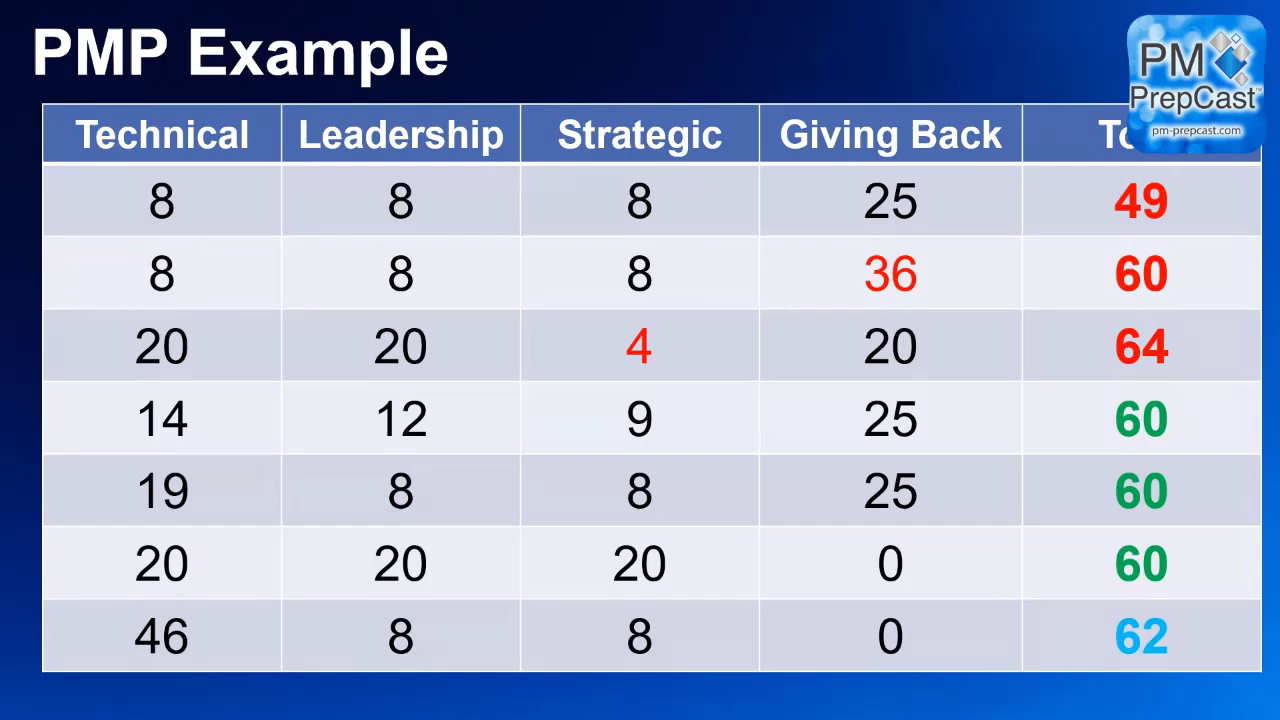 PMP Example
PM
PrepCast™
pm-prepcast.com
Technical Leadership Strategic Giving Back
8 8 8 25 49
8 8 8 36 60
20 20 4 20 64
14 12 9 25 60
19 8 8 25 60
20 20 20 0 60
46 8 8 0 62